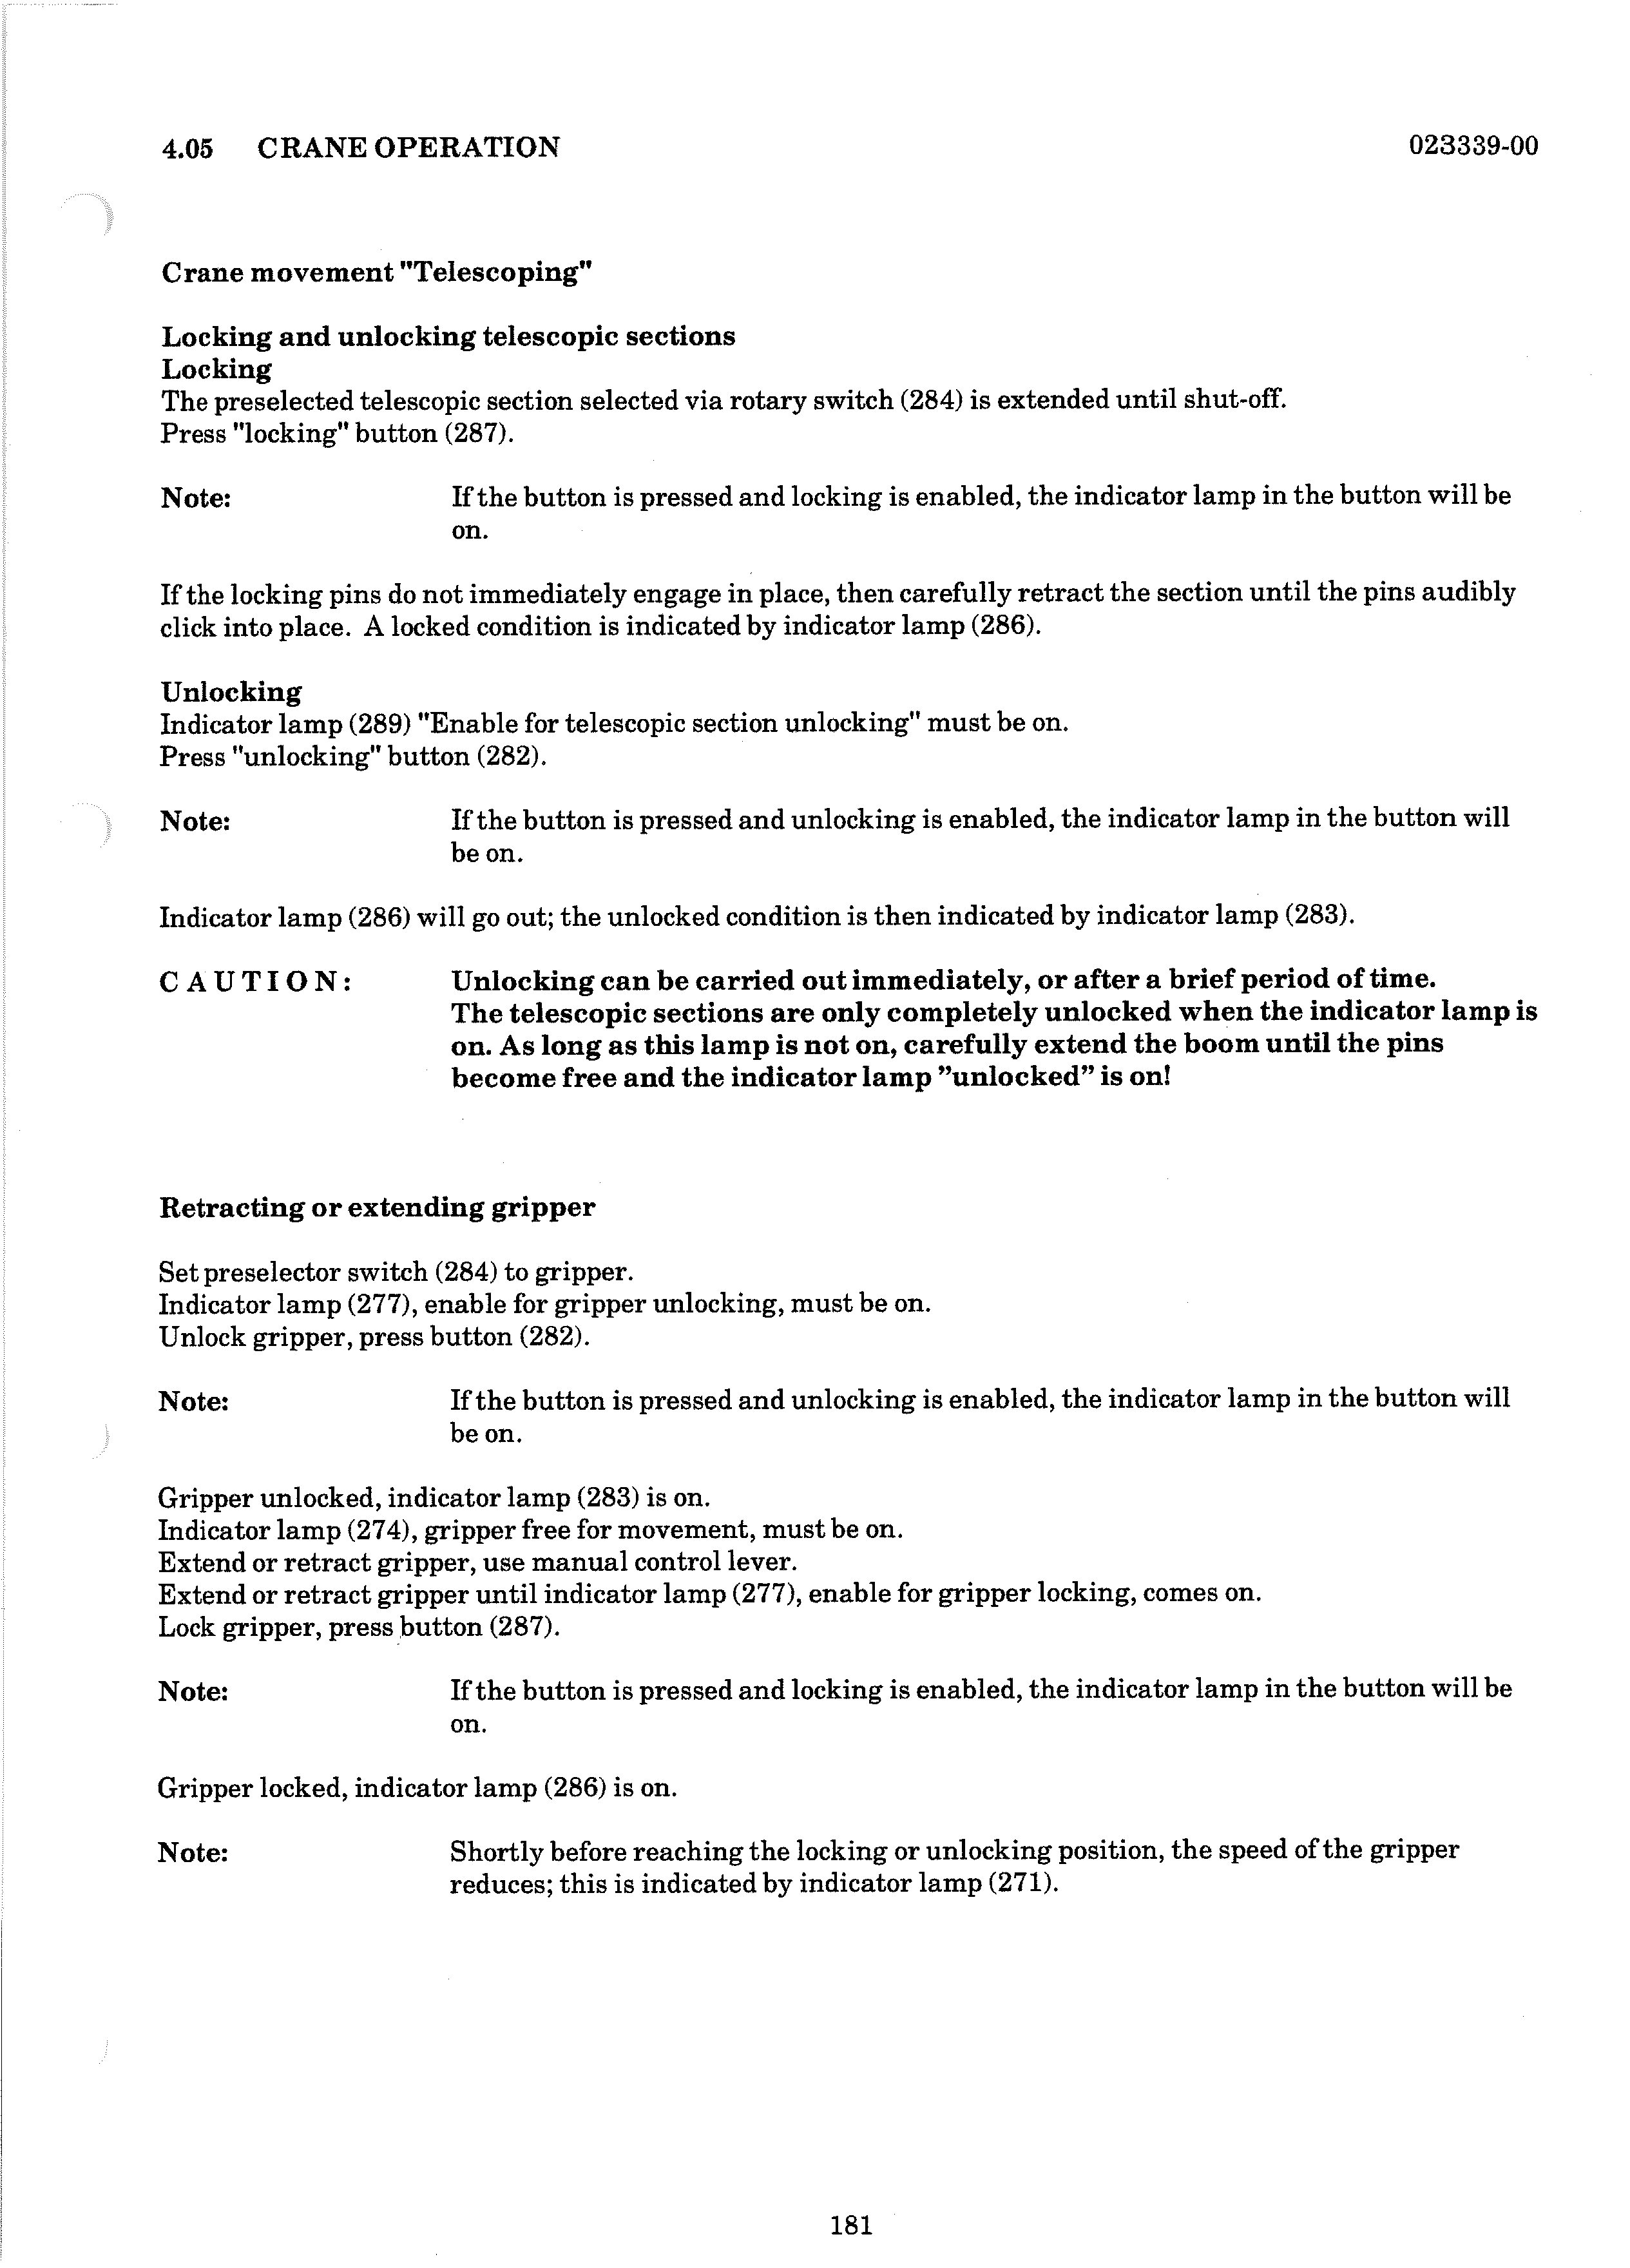 4.05 CRANE OPERATION 023339-00
Crane movement "Telescoping"
Locking and unlocking telescopic sections
Locking
The preselected telescopic section selected via rotary switch (284) is extended until shut-off.
Press "locking" button (287).
Note: If the button is pressed and locking is enabled, the indicator lamp in the button will be
on.
If the locking pins do not immediately engage in place, then carefully retract the section until the pins audibly
click into place. A locked condition is indicated by indicator lamp (286).
Unlocking
Indicator lamp (289) "Enable for telescopic section unlocking" must be on.
Press "unlocking" button (282).
Note: If the button is pressed and unlocking is enabled, the indicator lamp in the button will
be on.
Indicator lamp (286) will go out; the unlocked condition is then indicated by indicator lamp (283).
CAUTION: Unlocking can be carried out immediately, or after a brief period of time.
The telescopic sections are only completely unlocked when the indicator lamp is
on. As long as this lamp is not on, carefully extend the boom until the pins
become free and the indicator lamp ”unlocked” is on!
Retracting or extending gripper
Set preselector switch (284) to gripper.
Indicator lamp (277), enable for gripper unlocking, must be on.
Unlock gripper, press button (282).
Note: If the button is pressed and unlocking is enabled, the indicator lamp in the button will
be on.
Gripper unlocked, indicator lamp (283) is on.
Indicator lamp (274), gripper free for movement, must be on.
Extend or retract gripper, use manual control lever.
Extend or retract gripper until indicator lamp (277), enable for gripper locking, comes on.
Lock gripper, press button (287).
Note: If the button is pressed and locking is enabled, the indicator lamp in the button will be
on.
Gripper locked, indicator lamp (286) is on.
Note: Shortly before reaching the locking or unlocking position, the speed of the gripper
reduces; this is indicated by indicator lamp (271).
181